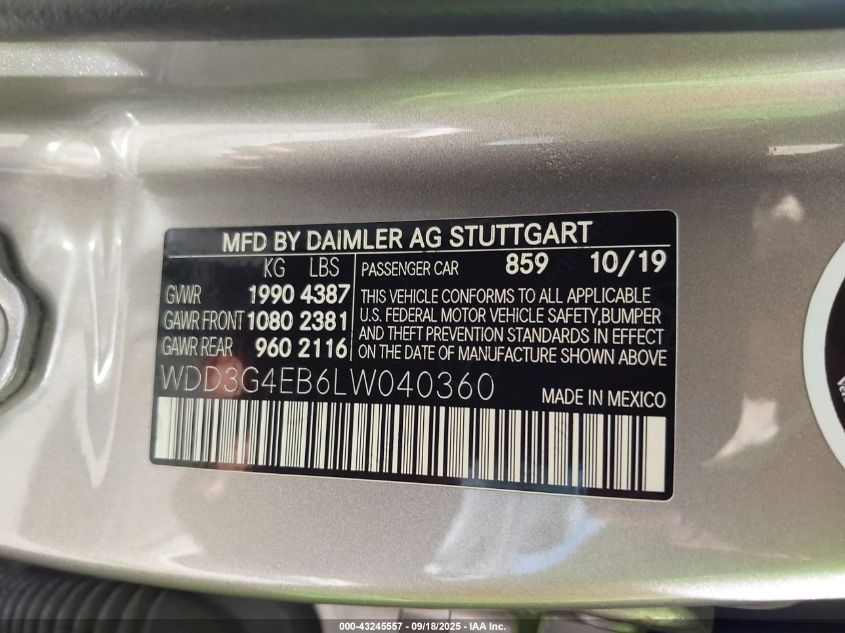 MFD BY DAIMLER AG STUTTGART
KG LBS
GVWR 1990 4387
GAWR FRONT 1080 2381
GAWR REAR 960 2116
PASSENGER CAR 859 10/19
THIS VEHICLE CONFORMS TO ALL APPLICABLE
U.S. FEDERAL MOTOR VEHICLE SAFETY,BUMPER
AND THEFT PREVENTION STANDARDS IN EFFECT
ON THE DATE OF MANUFACTURE SHOWN ABOVE
WDD3G4EB6LW040360
MADE IN MEXICO
000-43245557 - 09/18/2025 - IAA Inc.